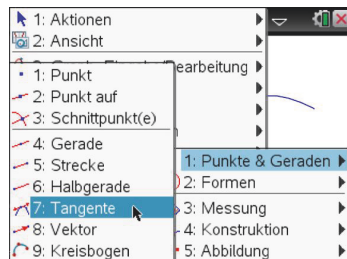 1: Aktionen
2: Ansicht
earbeitung
1: Punkt
2: Punkt auf
3: Schnittpunkt(e)
4: Gerade
5: Strecke
6: Halbgerade
7: Tangente
8: Vektor
9: Kreisbogen
1: Punkte & Geraden
2: Formen
3: Messung
4: Konstruktion
5: Abbildung